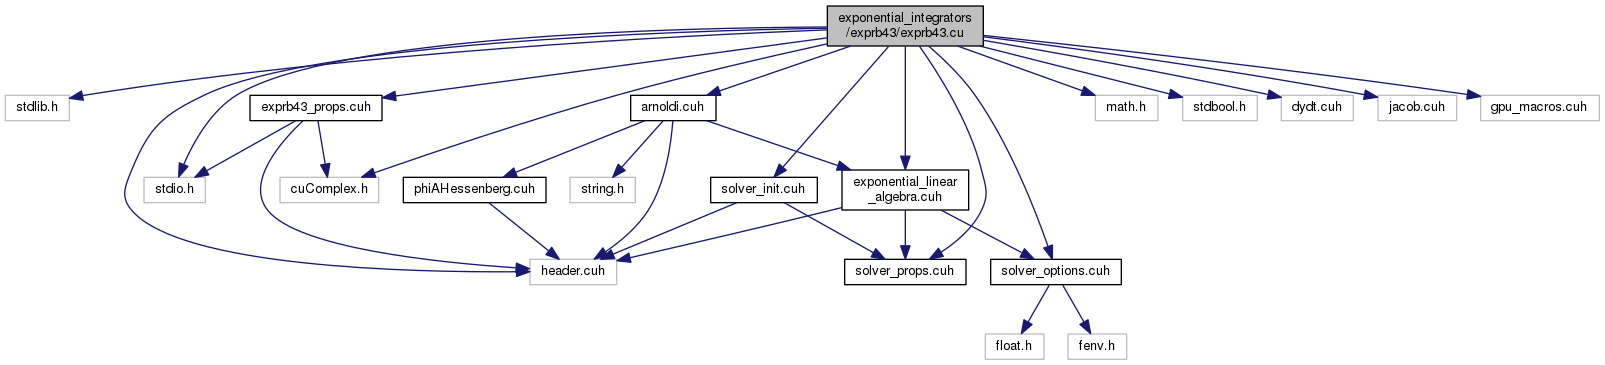 exponential_integrators
/exprb43/exprb43.cu
stdlib.h
exprb43_props.cuh
arnoldi.cuh
math.h
stdbool.h
dydt.cuh
jacob.cuh
gpu_macros.cuh
stdio.h
cuComplex.h
phiAHessenberg.cuh
string.h
solver_init.cuh
exponential_linear
_algebra.cuh
header.cuh
solver_props.cuh
solver_options.cuh
float.h
fenv.h